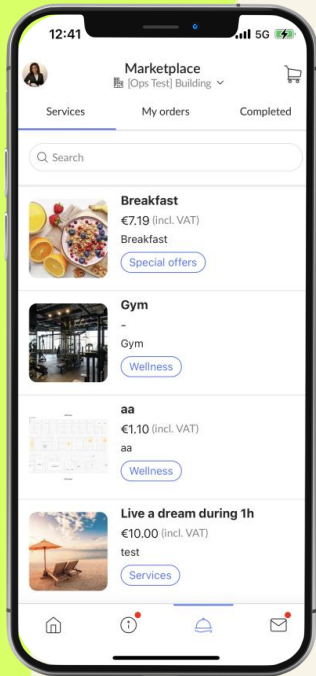 12:41
5G
Marketplace
[Ops Test] Building
Services
My orders
Completed
Search
Breakfast
€7.19 (incl. VAT)
Breakfast
Special offers
Gym
-
Gym
Wellness
aa
€1.10 (incl. VAT)
aa
Wellness
Live a dream during 1h
€10.00 (incl. VAT)
test
Services